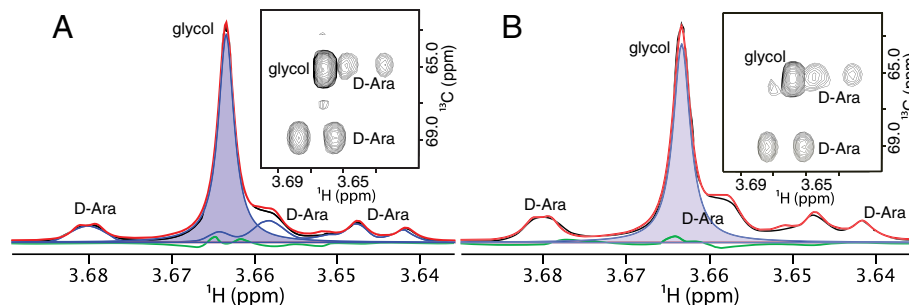 A
glycol
glycol
D-Ara
D-Ara
65.0
69.0
¹³C (ppm)
3.69
3.65
¹H (ppm)
D-Ara
D-Ara
D-Ara
3.68
3.67
3.66
3.65
3.64
¹H (ppm)
B
glycol
glycol
D-Ara
D-Ara
65.0
69.0
¹³C (ppm)
3.69
3.65
¹H (ppm)
D-Ara
D-Ara
D-Ara
3.68
3.67
3.66
3.65
3.64
¹H (ppm)